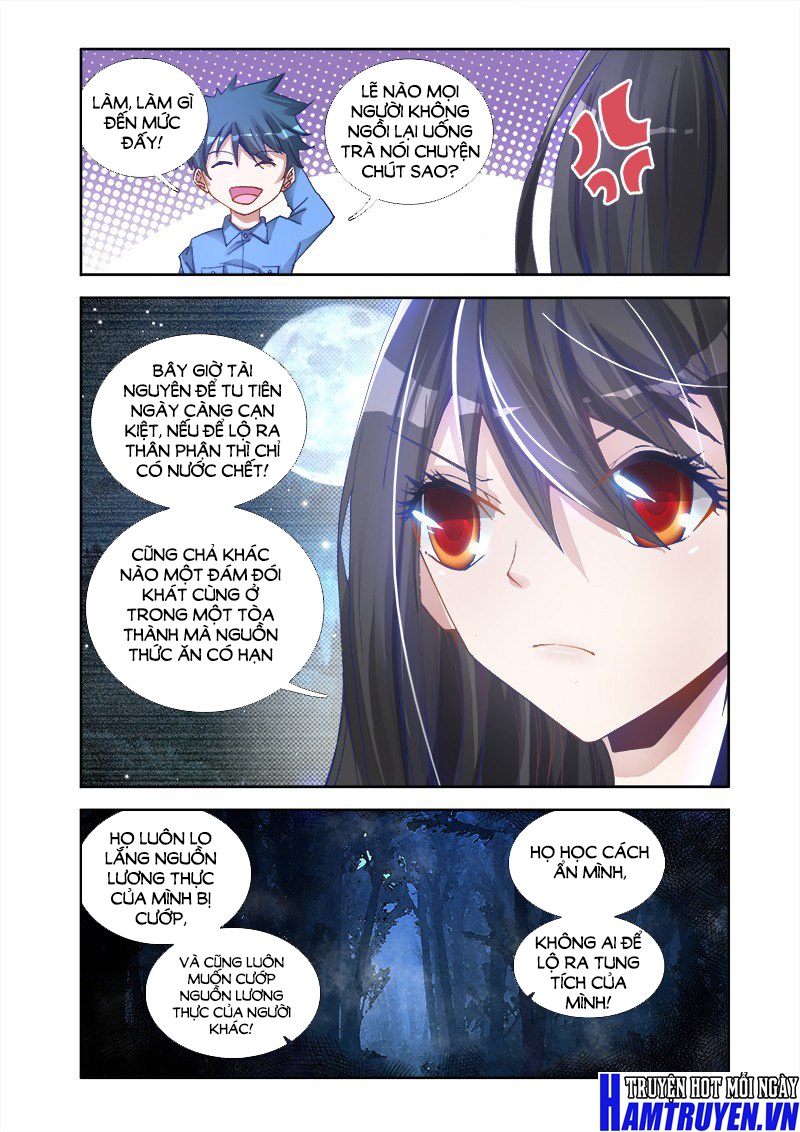 LÀM, LÀM GÌ
ĐẾN MỨC
ĐẤY!
LẼ NÀO MỌI
NGƯỜI KHÔNG
NGỒI LẠI UỐNG
TRÀ NÓI CHUYỆN
CHÚT SAO?
BÂY GIỜ TÀI
NGUYÊN ĐỂ TU TIÊN
NGÀY CÀNG CẠN
KIỆT, NẾU ĐỂ LỘ RA
THÂN PHẬN THÌ CHỈ
CÓ NƯỚC CHẾT!
CŨNG CHẢ KHÁC
NÀO MỘT ĐÁM ĐÓI
KHÁT CÙNG Ở
TRONG MỘT TÒA
THÀNH MÀ NGUỒN
THỨC ĂN CÓ HẠN
HỌ LUÔN LO
LẮNG NGUỒN
LƯƠNG THỰC
CỦA MÌNH BỊ
CƯỚP,
VÀ CŨNG LUÔN
MUỐN CƯỚP
NGUỒN LƯƠNG
THỰC CỦA NGƯỜI
KHÁC!
HỌ HỌC CÁCH
ẨN MÌNH,
KHÔNG AI ĐỂ
LỘ RA TUNG
TÍCH CỦA
MÌNH!
TRUYỆN HOT MỖI NGÀY
HAMTRUYEN.VN